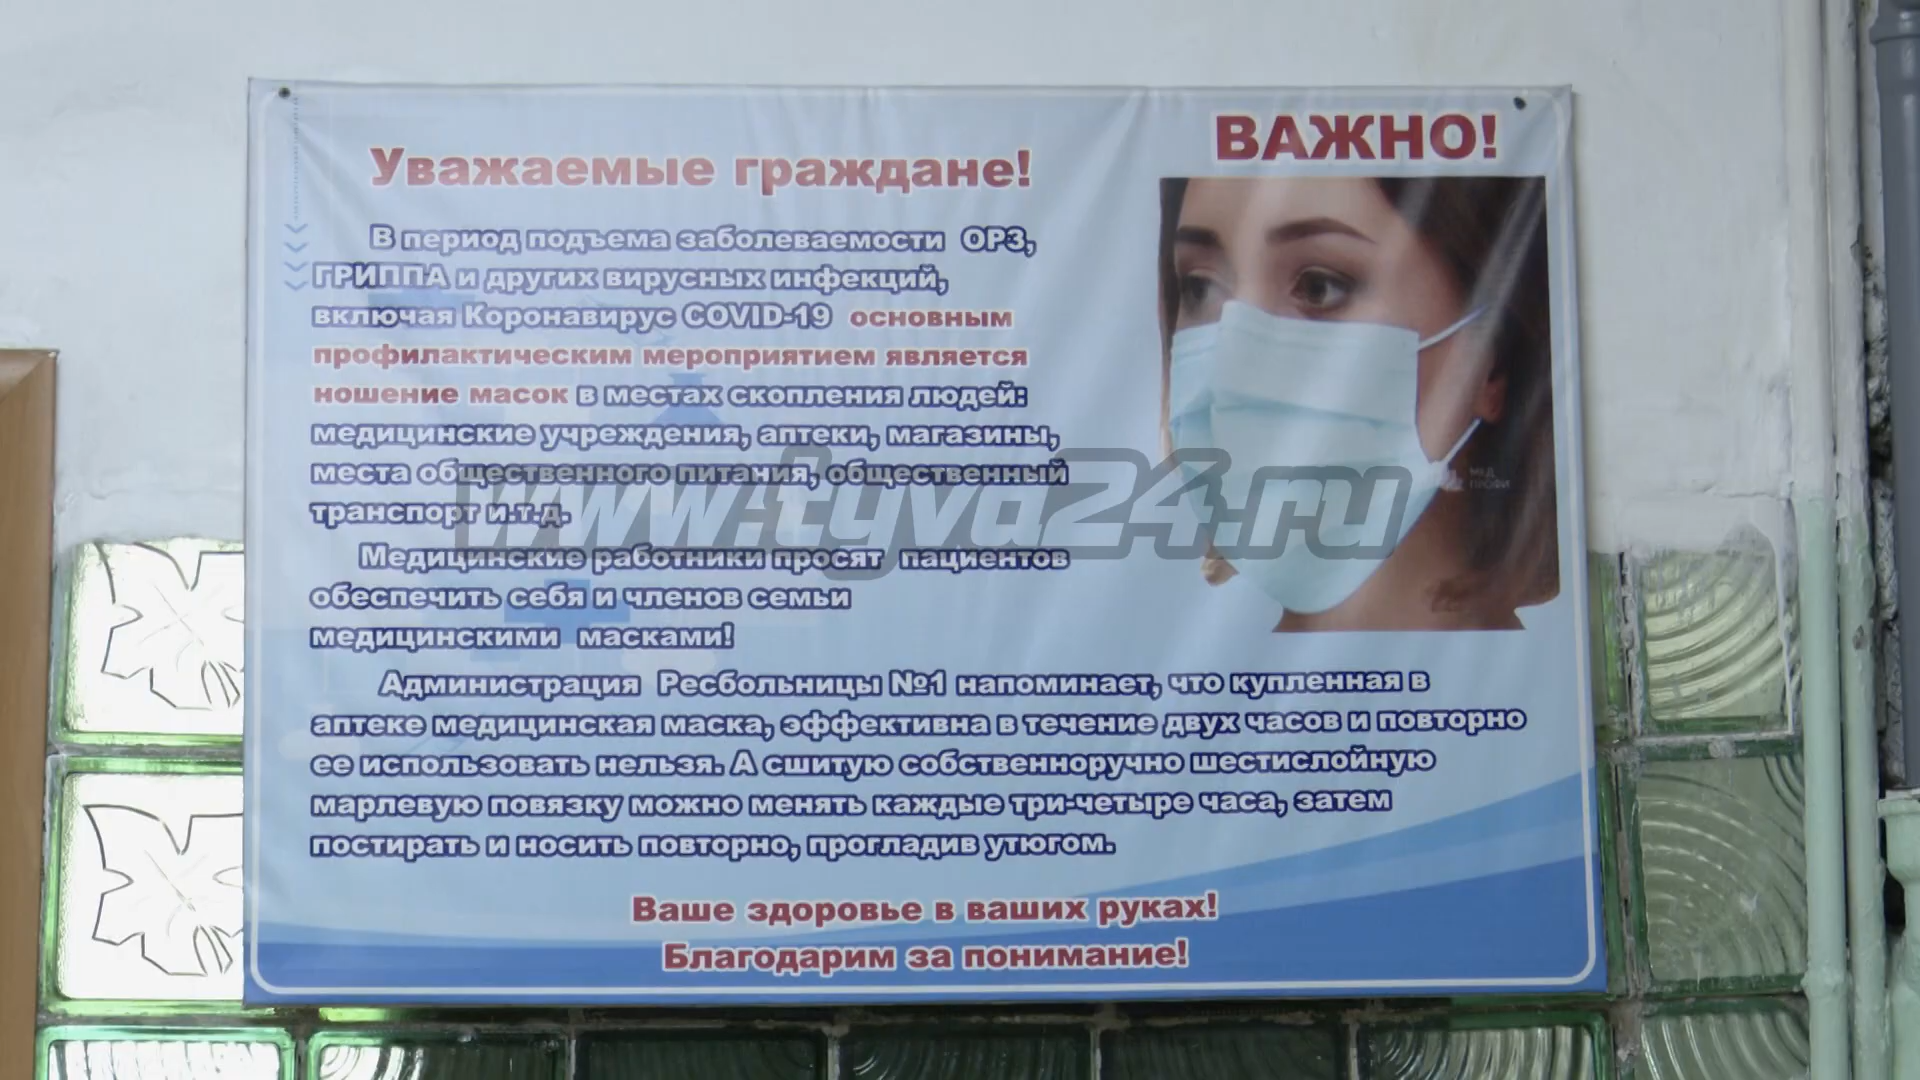 ВАЖНО!
Уважаемые граждане!
В период подъема заболеваемости ОРЗ,
ГРИППА и других вирусных инфекций,
включая Коронавирус COVID-19 основным
профилактическим мероприятием является
ношение масок в местах скопления людей:
медицинские учреждения, аптеки, магазины,
места общественного питания, общественный
транспорт и.т.д.
Медицинские работники просят пациентов
обеспечить себя и членов семьи
медицинскими масками!
Администрация Ресбольницы №1 напоминает, что купленная в
аптеке медицинская маска, эффективна в течение двух часов и повторно
ее использовать нельзя. А сшитую собственноручно шестислойную
марлевую повязку можно менять каждые три-четыре часа, затем
постирать и носить повторно, прогладив утюгом.
Ваше здоровье в ваших руках!
Благодарим за понимание!
МЕД
ПРОФИ
www.tyva24.ru